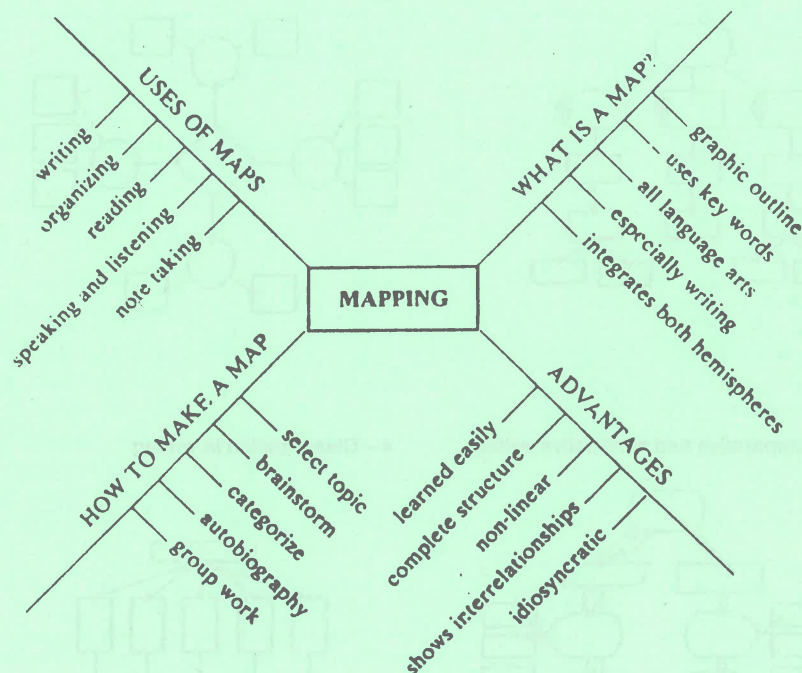 USES OF MAPS
writing
organizing
reading
speaking and listening
note taking
WHAT IS A MAP?
graphic outline
uses key words
all language arts
especially writing
integrates both hemispheres
MAPPING
HOW TO MAKE A MAP
select topic
brainstorm
categorize
autobiography
group work
ADVANTAGES
learned easily
complete structure
non-linear
shows interrelationships
idiosyncratic